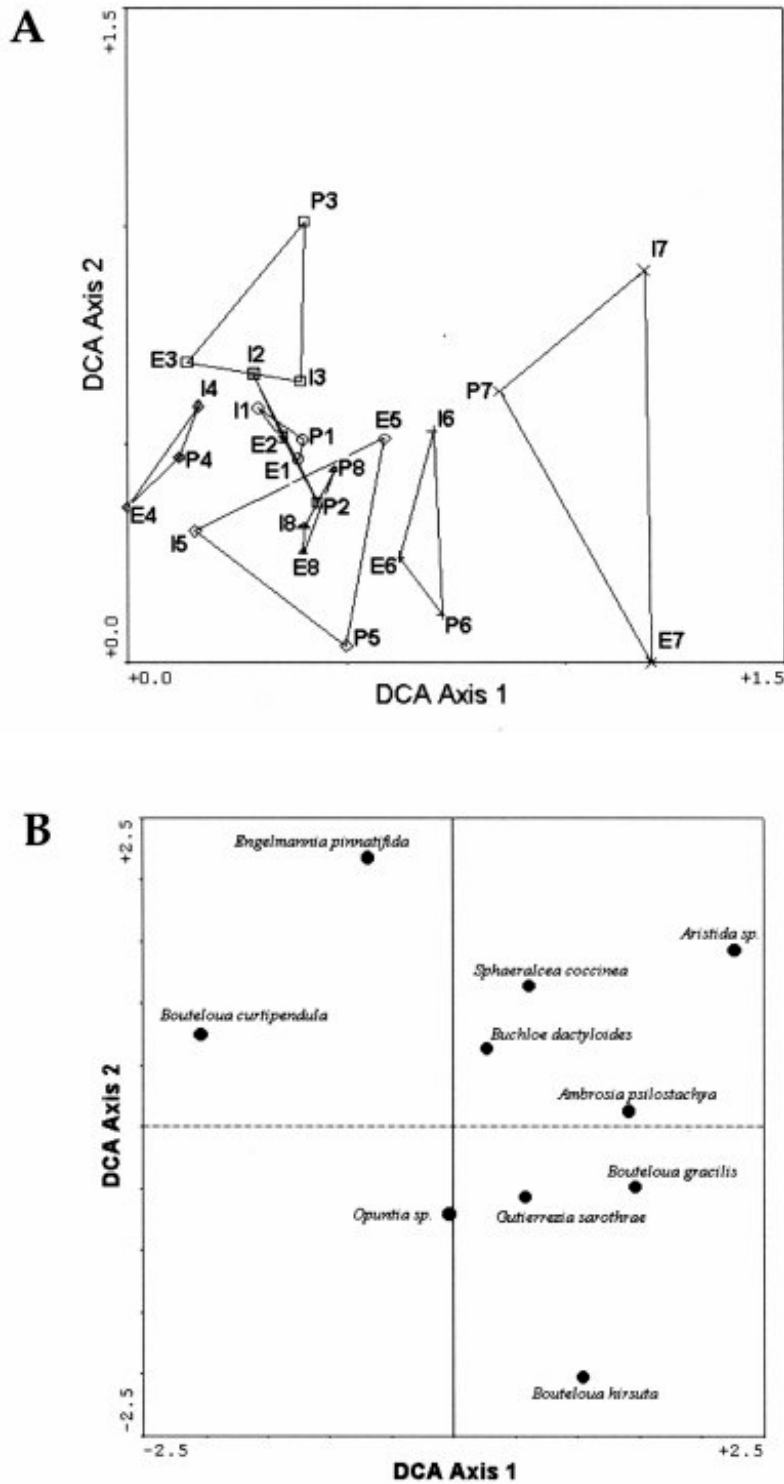 A
+1.5
DCA Axis 2
P3
I7
E3
I2
I3
I4
I1
P7
E5
I6
E2
P1
P4
E1
P8
E4
P2
I8
I5
E8
E6
P5
P6
E7
+0.0
+0.0
DCA Axis 1
+1.5
B
+2.5
Engelmannia pinnatifida
Aristida sp.
Sphaeralcea coccinea
Bouteloua curtipendula
Buchloe dactyloides
Ambrosia psilostachya
DCA Axis 2
Bouteloua gracilis
Opuntia sp.
Gutierrezia sarothrae
Bouteloua hirsuta
-2.5
-2.5
DCA Axis 1
+2.5